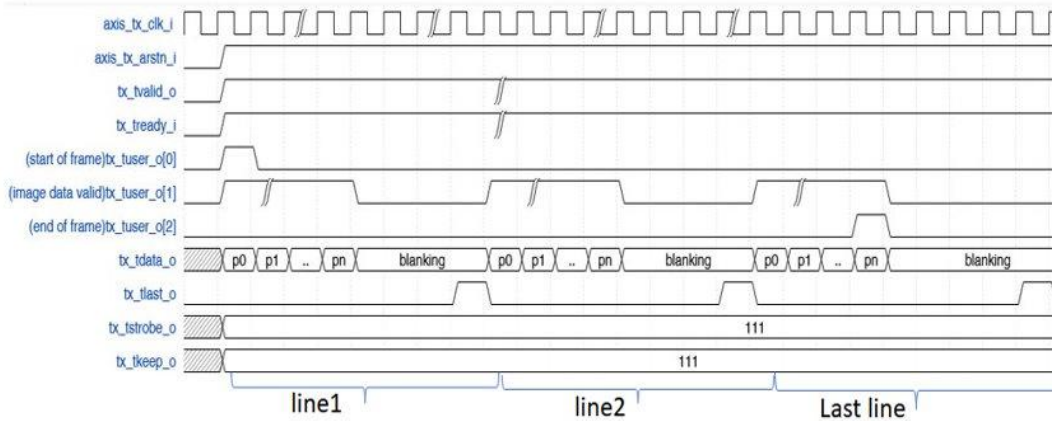 axis_tx_clk_i
axis_tx_arstn_i
tx_tvalid_o
tx_tready_i
(start of frame)tx_tuser_o[0]
(image data valid)tx_tuser_o[1]
(end of frame)tx_tuser_o[2]
tx_tdata_o p0 p1 .. pn blanking p0 p1 .. pn blanking p0 p1 .. pn blanking
tx_tlast_o
tx_tstrobe_o 111
tx_tkeep_o 111
line1 line2 Last line